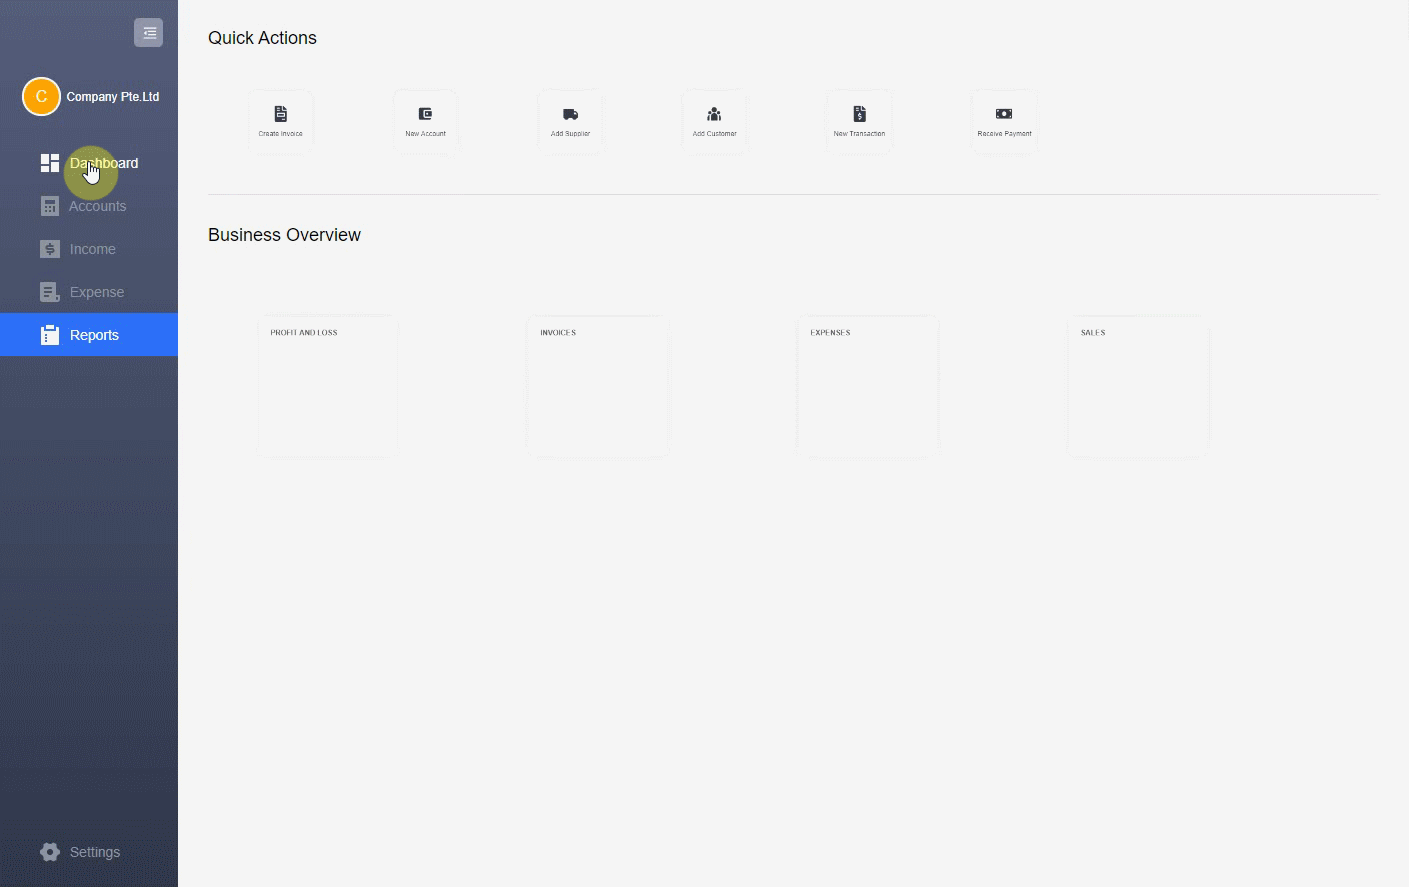 C
Company Pte.Ltd
Dashboard
Accounts
Income
Expense
Reports
Settings
Quick Actions
Create Invoice
New Account
Add Supplier
Add Customer
New Transaction
Receive Payment
Business Overview
PROFIT AND LOSS
INVOICES
EXPENSES
SALES